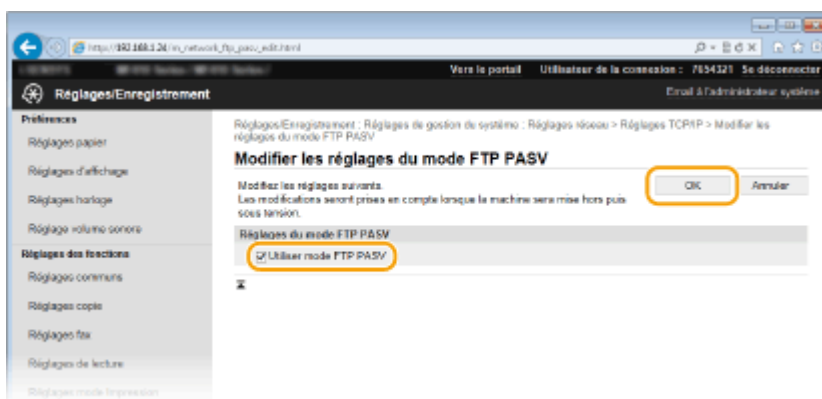 http://192.168.1.24/m_network_ftp_pasv_edit.html
Vers le portail Utilisateur de la connexion : 7654321 Se déconnecter
Réglages/Enregistrement
Email à l'administrateur système
Préférences
Réglages papier
Réglages d'affichage
Réglages horloge
Réglage volume sonore
Réglages des fonctions
Réglages communs
Réglages copie
Réglages fax
Réglages de lecture
Réglages mode Impression
Réglages/Enregistrement : Réglages de gestion du système : Réglages réseau > Réglages TCP/IP > Modifier les
réglages du mode FTP PASV
Modifier les réglages du mode FTP PASV
Modifiez les réglages suivants.
Les modifications seront prises en compte lorsque la machine sera mise hors puis
sous tension.
OK Annuler
Réglages du mode FTP PASV
Utiliser mode FTP PASV